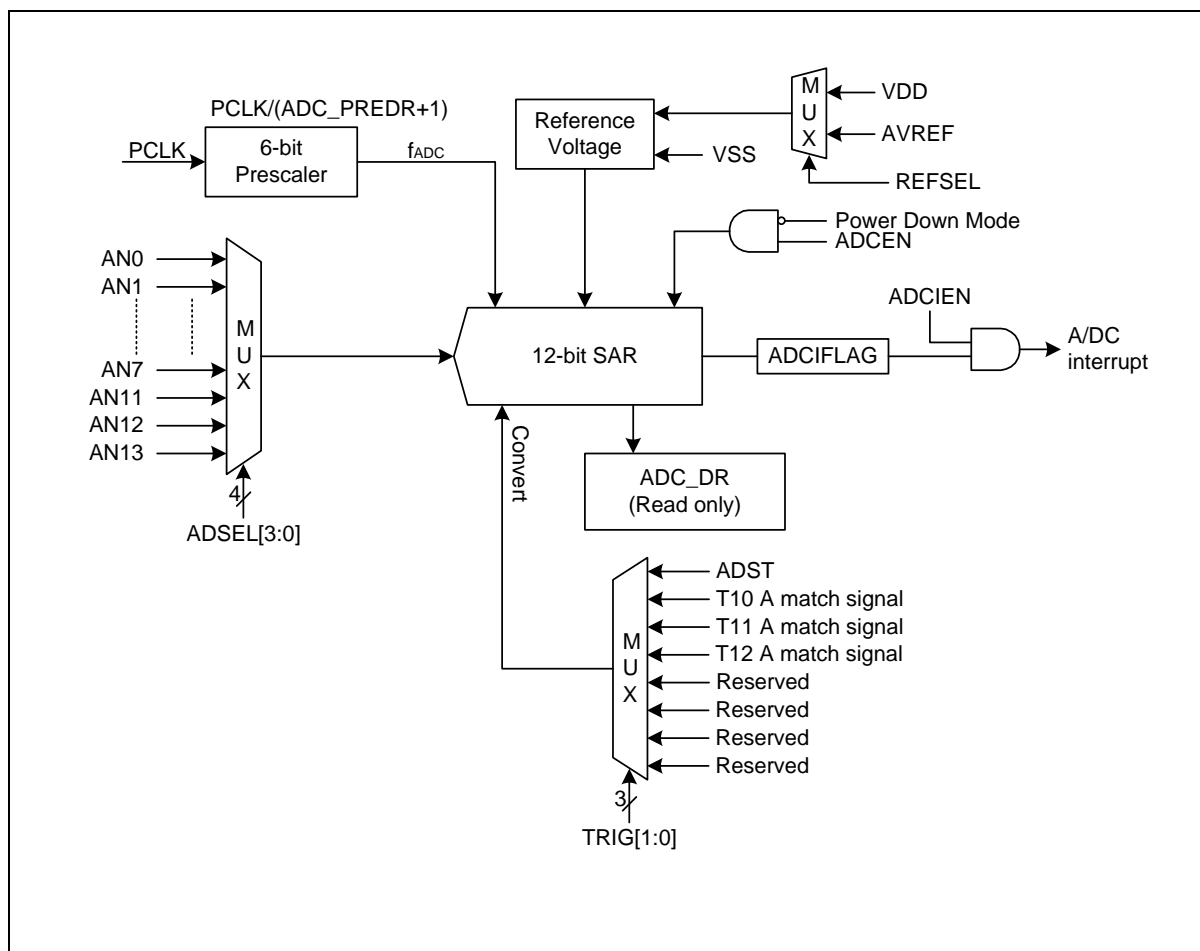 PCLK/(ADC_PREDR+1)
PCLK
6-bit
Prescaler
fADC
Reference
Voltage
VSS
M
U
X
VDD
AVREF
REFSEL
Power Down Mode
ADCEN
AN0
AN1
AN7
AN11
AN12
AN13
M
U
X
4
ADSEL[3:0]
12-bit SAR
ADCIFLAG
ADCIEN
A/DC
interrupt
Convert
ADC_DR
(Read only)
M
U
X
ADST
T10 A match signal
T11 A match signal
T12 A match signal
Reserved
Reserved
Reserved
Reserved
3
TRIG[1:0]